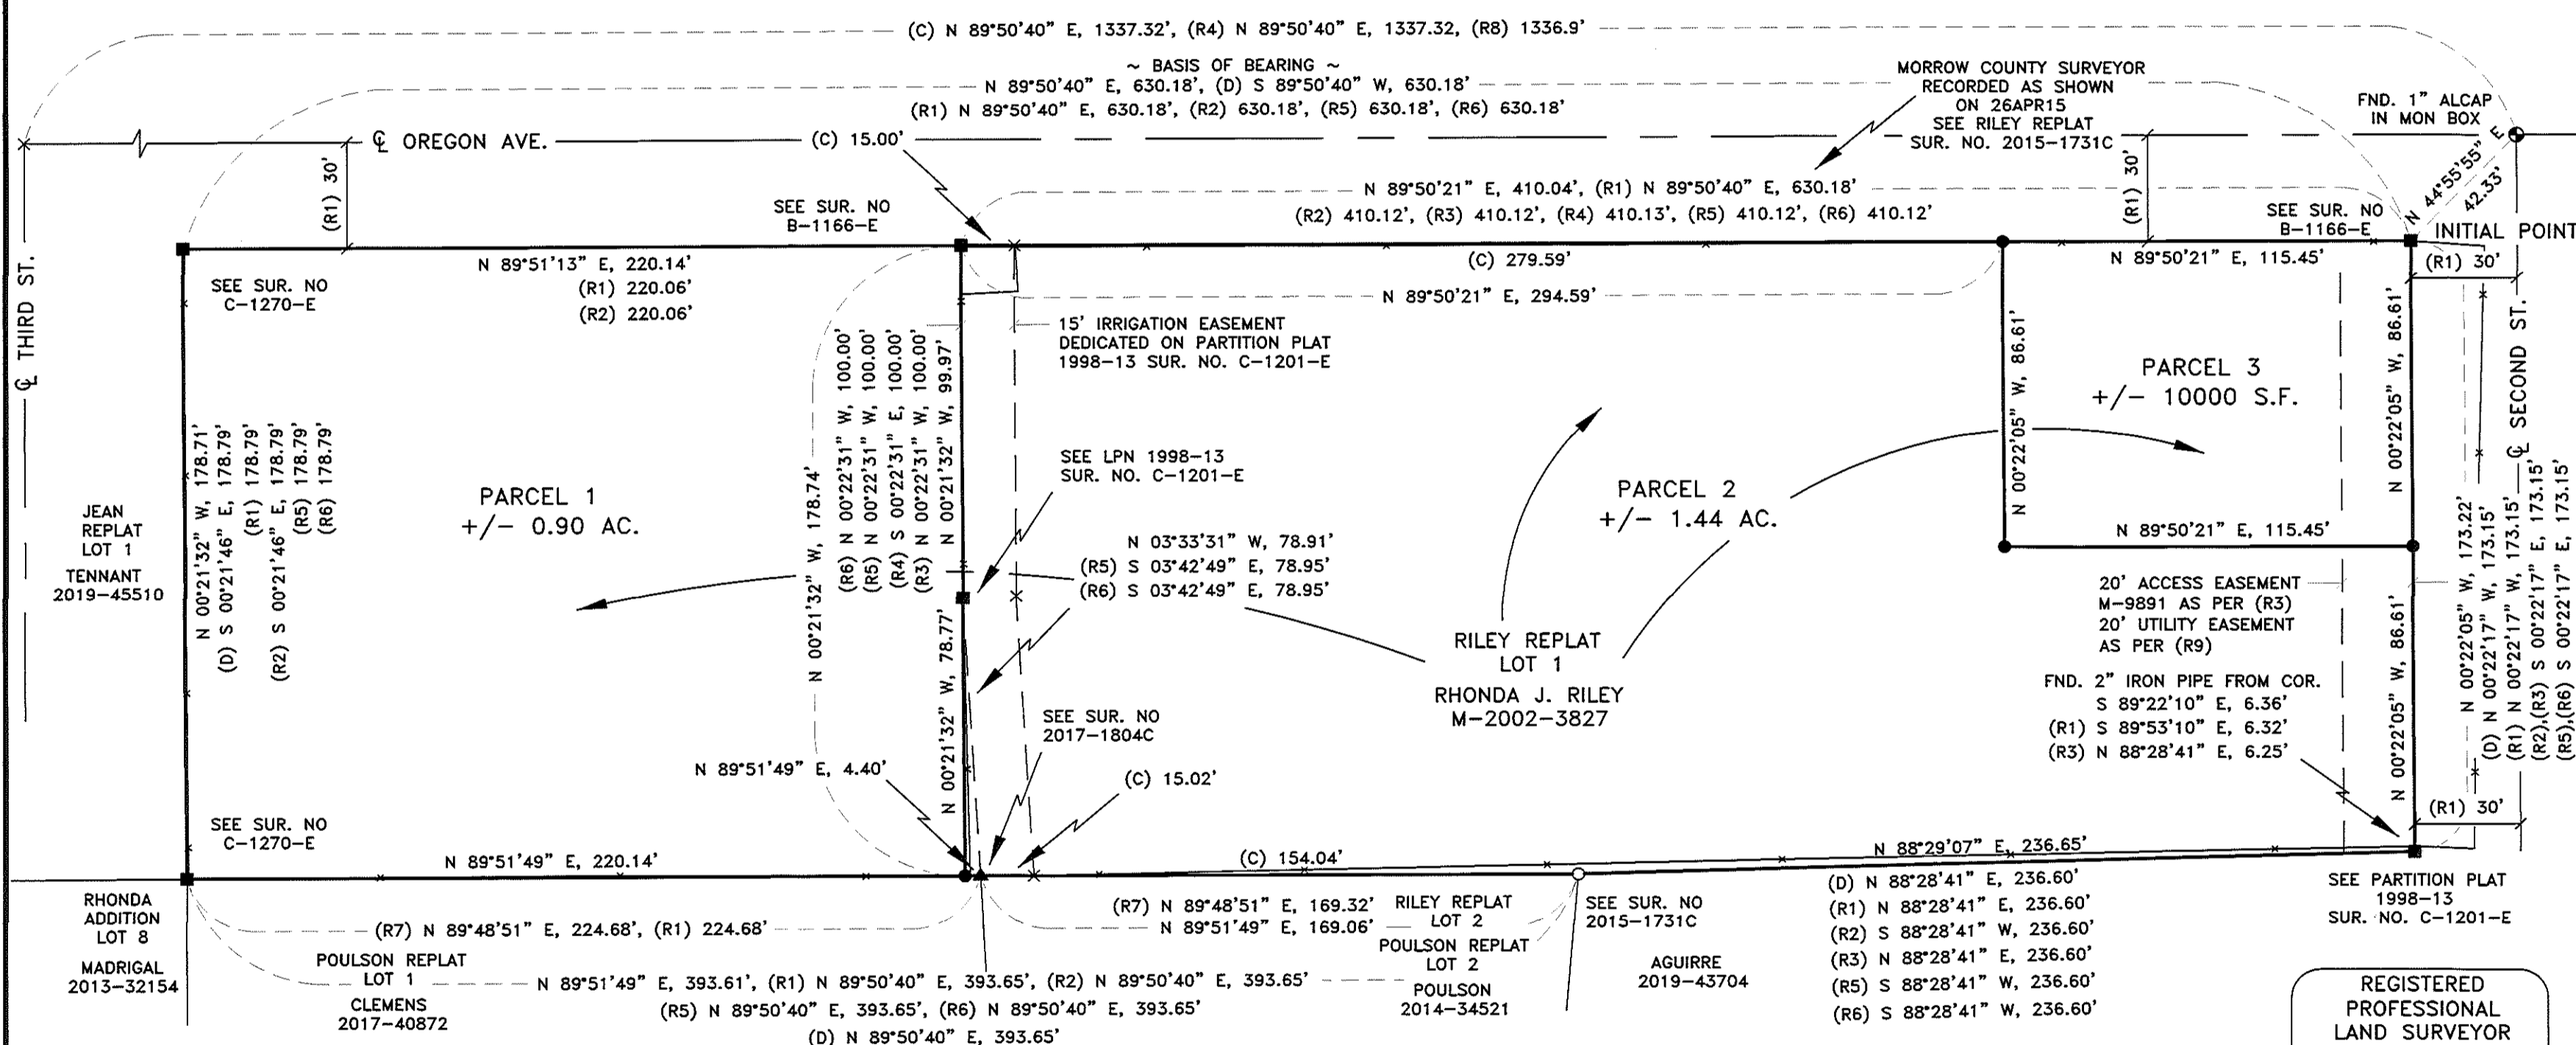 (C) N 89°50'40" E, 1337.32', (R4) N 89°50'40" E, 1337.32, (R8) 1336.9'
~ BASIS OF BEARING ~
N 89°50'40" E, 630.18', (D) S 89°50'40" W, 630.18'
(R1) N 89°50'40" E, 630.18', (R2) 630.18', (R5) 630.18', (R6) 630.18'
MORROW COUNTY SURVEYOR
RECORDED AS SHOWN
ON 26APR15
SEE RILEY REPLAT
SUR. NO. 2015-1731C
FND. 1" ALCAP
IN MON BOX
℄ OREGON AVE.
(C) 15.00'
(R1) 30'
(R1) 30'
N 44°55'55" E
42.33'
N 89°50'21" E, 410.04', (R1) N 89°50'40" E, 630.18'
(R2) 410.12', (R3) 410.12', (R4) 410.13', (R5) 410.12', (R6) 410.12'
SEE SUR. NO
B-1166-E
SEE SUR. NO
B-1166-E
INITIAL POINT
(R1) 30'
℄ THIRD ST.
SEE SUR. NO
C-1270-E
N 89°51'13" E, 220.14'
(R1) 220.06'
(R2) 220.06'
(C) 279.59'
N 89°50'21" E, 294.59'
N 89°50'21" E, 115.45'
15' IRRIGATION EASEMENT
DEDICATED ON PARTITION PLAT
1998-13 SUR. NO. C-1201-E
PARCEL 3
+/- 10000 S.F.
N 00°22'05" W, 86.61'
N 00°22'05" W, 86.61'
℄ SECOND ST.
N 00°21'32" W, 178.71'
(D) S 00°21'46" E, 178.79'
(R1) 178.79'
(R2) S 00°21'46" E, 178.79'
(R5) 178.79'
(R6) 178.79'
N 00°21'32" W, 178.74'
(R6) N 00°22'31" W, 100.00'
(R5) N 00°22'31" W, 100.00'
(R4) S 00°22'31" E, 100.00'
(R3) N 00°22'31" W, 100.00'
N 00°21'32" W, 99.97'
SEE LPN 1998-13
SUR. NO. C-1201-E
PARCEL 1
+/- 0.90 AC.
PARCEL 2
+/- 1.44 AC.
JEAN
REPLAT
LOT 1
TENNANT
2019-45510
N 03°33'31" W, 78.91'
(R5) S 03°42'49" E, 78.95'
(R6) S 03°42'49" E, 78.95'
N 89°50'21" E, 115.45'
20' ACCESS EASEMENT
M-9891 AS PER (R3)
20' UTILITY EASEMENT
AS PER (R9)
N 00°22'05" W, 86.61'
N 00°22'05" W, 173.22'
(D) N 00°22'17" W, 173.15'
(R1) N 00°22'17" W, 173.15'
(R2),(R3) S 00°22'17" E, 173.15'
(R5),(R6) S 00°22'17" E, 173.15'
RILEY REPLAT
LOT 1
RHONDA J. RILEY
M-2002-3827
N 00°21'32" W, 78.77'
FND. 2" IRON PIPE FROM COR.
S 89°22'10" E, 6.36'
(R1) S 89°53'10" E, 6.32'
(R3) N 88°28'41" E, 6.25'
SEE SUR. NO
2017-1804C
N 89°51'49" E, 4.40'
(C) 15.02'
(R1) 30'
SEE SUR. NO
C-1270-E
N 89°51'49" E, 220.14'
(C) 154.04'
N 88°29'07" E, 236.65'
RHONDA
ADDITION
LOT 8
MADRIGAL
2013-32154
(R7) N 89°48'51" E, 224.68', (R1) 224.68'
(R7) N 89°48'51" E, 169.32'
N 89°51'49" E, 169.06'
RILEY REPLAT
LOT 2
POULSON REPLAT
LOT 2
POULSON
2014-34521
SEE SUR. NO
2015-1731C
AGUIRRE
2019-43704
(D) N 88°28'41" E, 236.60'
(R1) N 88°28'41" E, 236.60'
(R2) S 88°28'41" W, 236.60'
(R3) N 88°28'41" E, 236.60'
(R5) S 88°28'41" W, 236.60'
(R6) S 88°28'41" W, 236.60'
SEE PARTITION PLAT
1998-13
SUR. NO. C-1201-E
POULSON REPLAT
LOT 1
CLEMENS
2017-40872
N 89°51'49" E, 393.61', (R1) N 89°50'40" E, 393.65', (R2) N 89°50'40" E, 393.65'
(R5) N 89°50'40" E, 393.65', (R6) N 89°50'40" E, 393.65'
(D) N 89°50'40" E, 393.65'
REGISTERED
PROFESSIONAL
LAND SURVEYOR